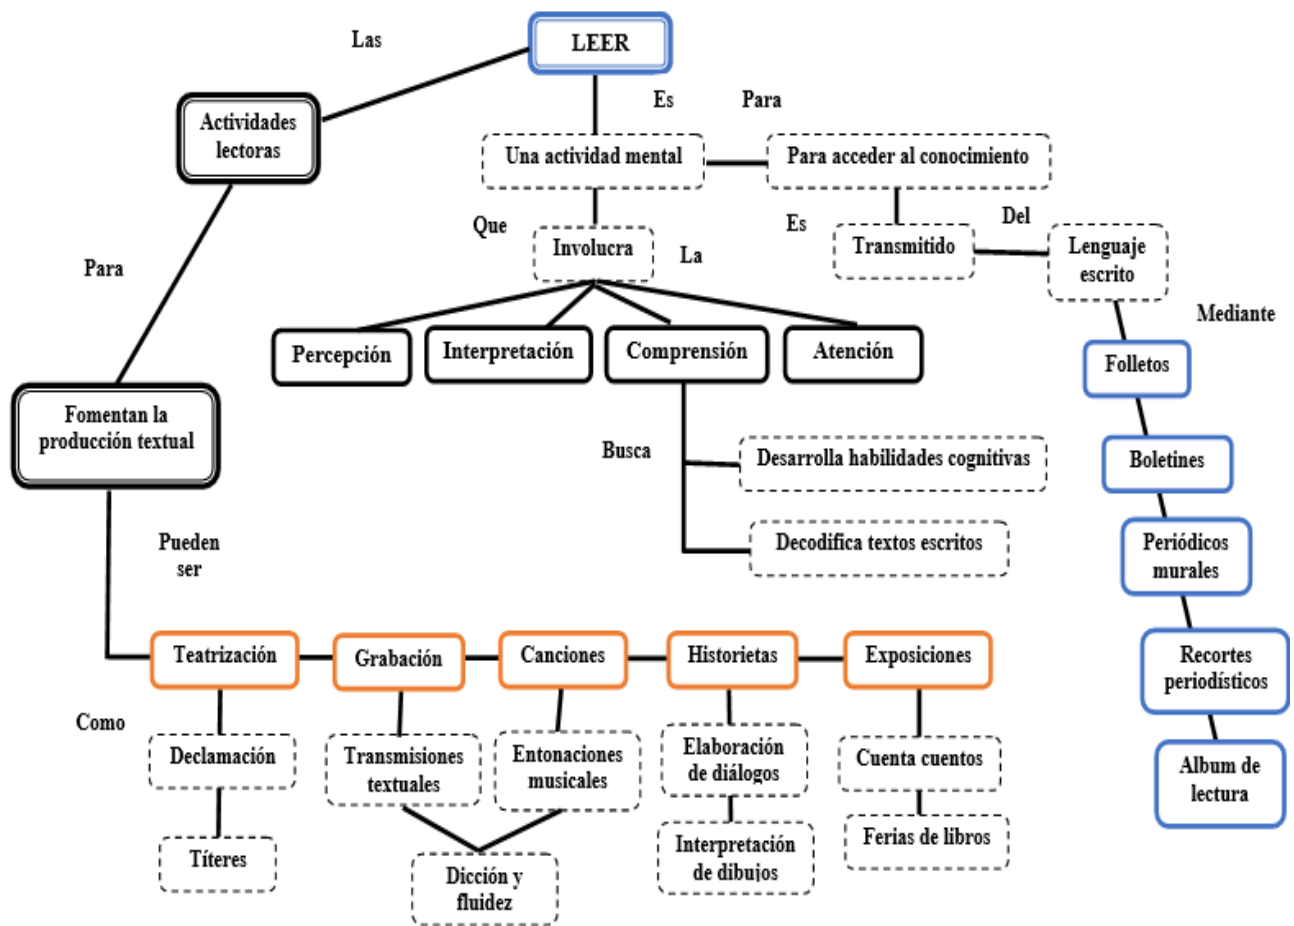 LEER
Las
Actividades
lectoras
Es
Para
Una actividad mental
Para acceder al conocimiento
Que
Involucra
La
Es
Transmitido
Del
Lenguaje
escrito
Para
Mediante
Percepción
Interpretación
Comprensión
Atención
Folletos
Fomentan la
producción textual
Busca
Desarrolla habilidades cognitivas
Boletines
Decodifica textos escritos
Periódicos
murales
Pueden
ser
Teatrización
Grabación
Canciones
Historietas
Exposiciones
Recortes
periodísticos
Como
Declamación
Transmisiones
textuales
Entonaciones
musicales
Elaboración
de diálogos
Cuenta cuentos
Album de
lectura
Títeres
Dicción y
fluidez
Interpretación
de dibujos
Ferias de libros